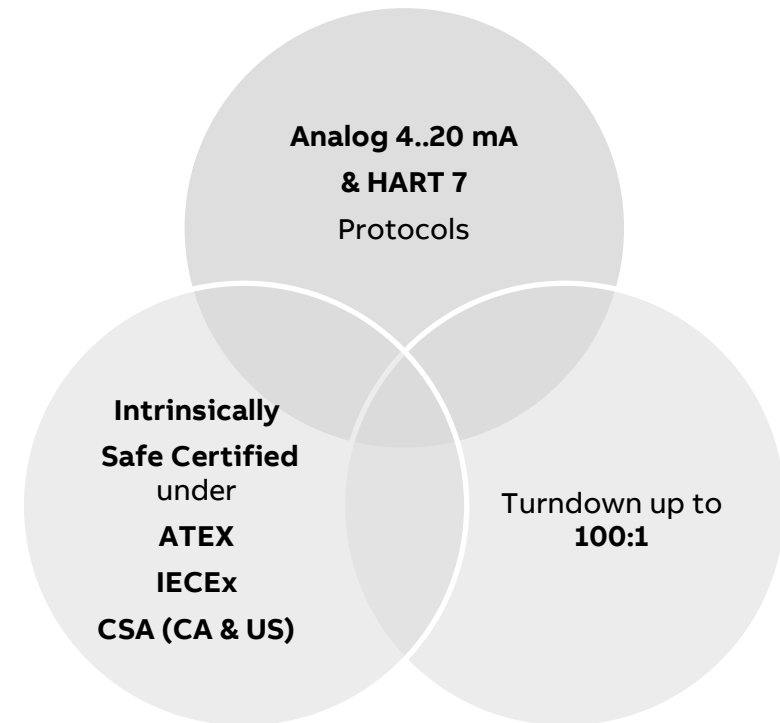 Analog 4..20 mA
& HART 7
Protocols
Intrinsically
Safe Certified
under
ATEX
IECEx
CSA (CA & US)
Turndown up to
100:1